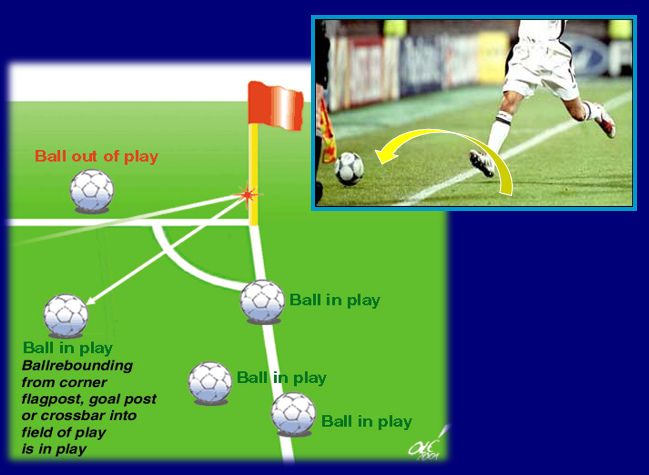 Ball out of play
Ball in play
Ball in play
Ballrebounding
from corner
flagpost, goal post
or crossbar into
field of play
is in play
Ball in play
Ball in play